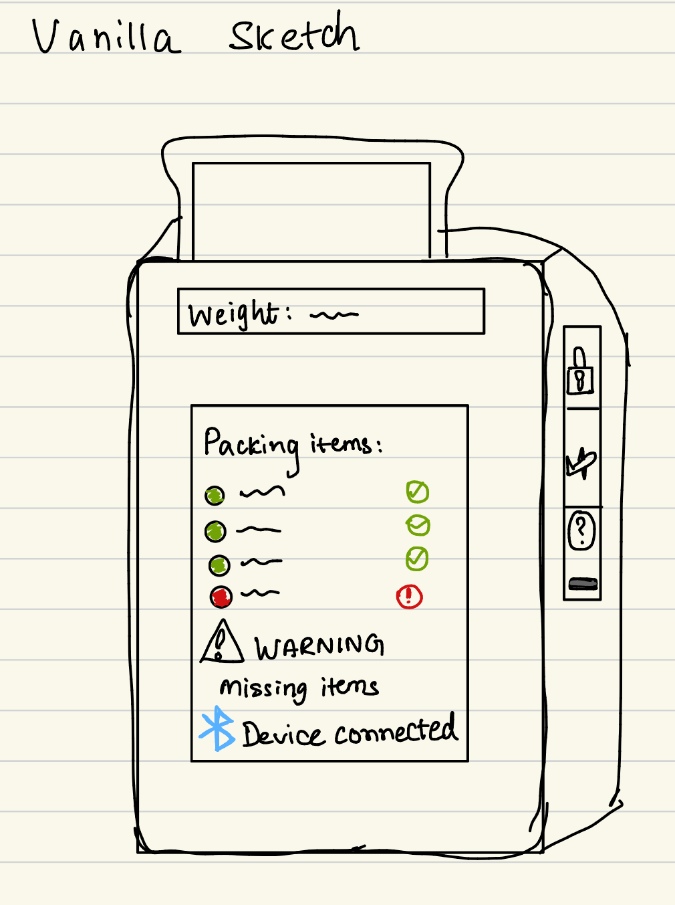 Vanilla Sketch
Weight:
Packing items:
WARNING
Missing items
Device connected